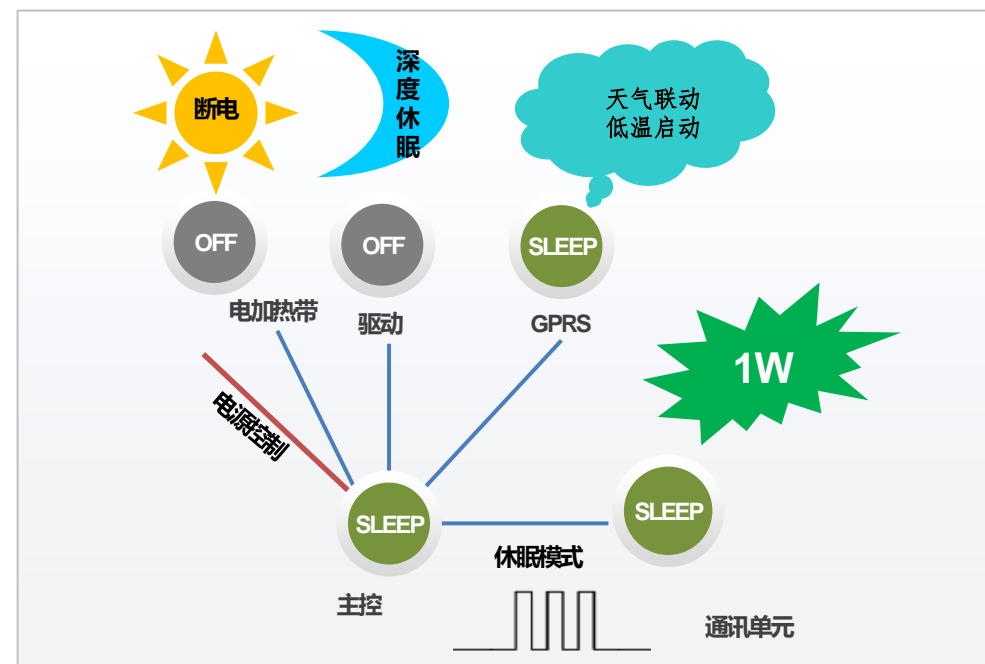 断电
深度休眠
天气联动
低温启动
OFF
OFF
SLEEP
电加热带
驱动
GPRS
1W
电源控制
SLEEP
SLEEP
休眠模式
主控
通讯单元